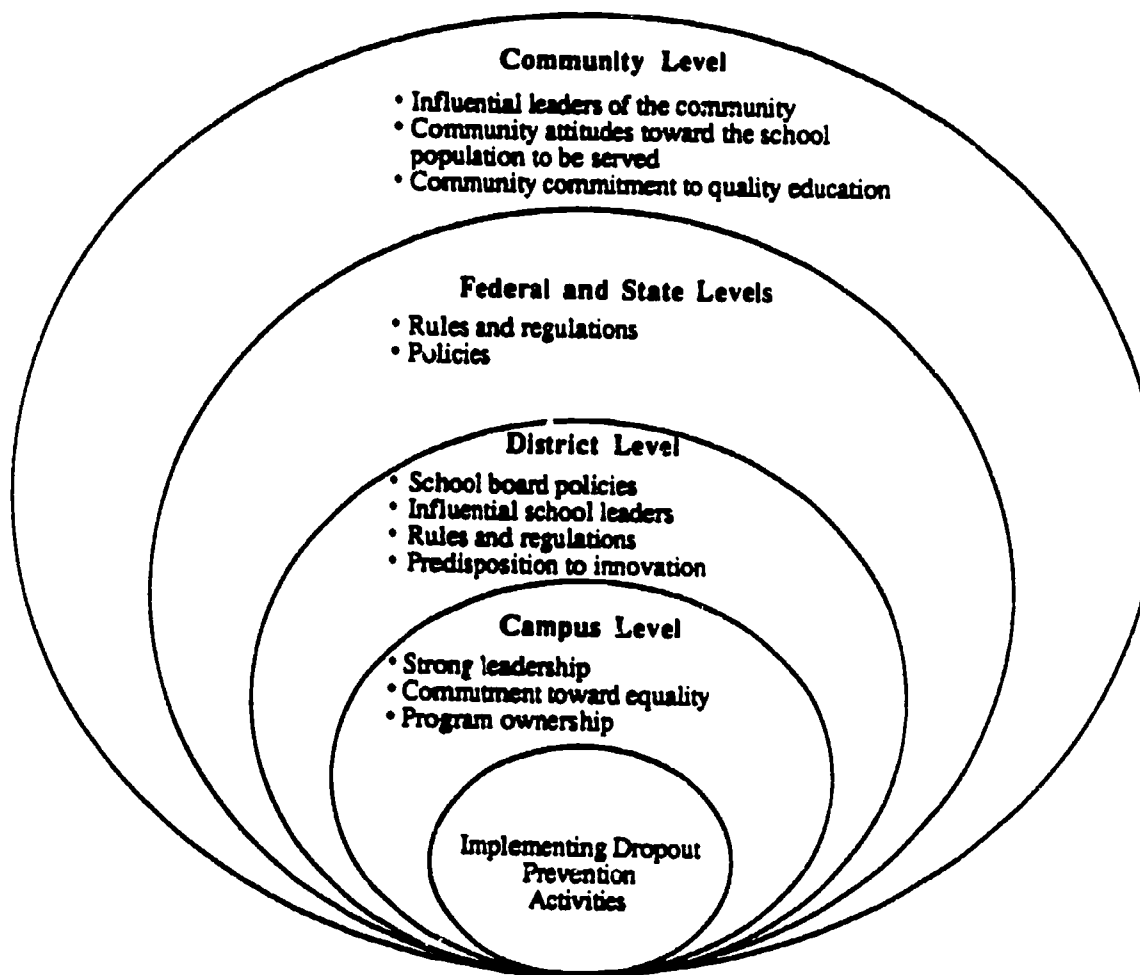 Community Level
• Influential leaders of the community
• Community attitudes toward the school
population to be served
• Community commitment to quality education
Federal and State Levels
• Rules and regulations
• Policies
District Level
• School board policies
• Influential school leaders
• Rules and regulations
• Predisposition to innovation
Campus Level
• Strong leadership
• Commitment toward equality
• Program ownership
Implementing Dropout
Prevention
Activities